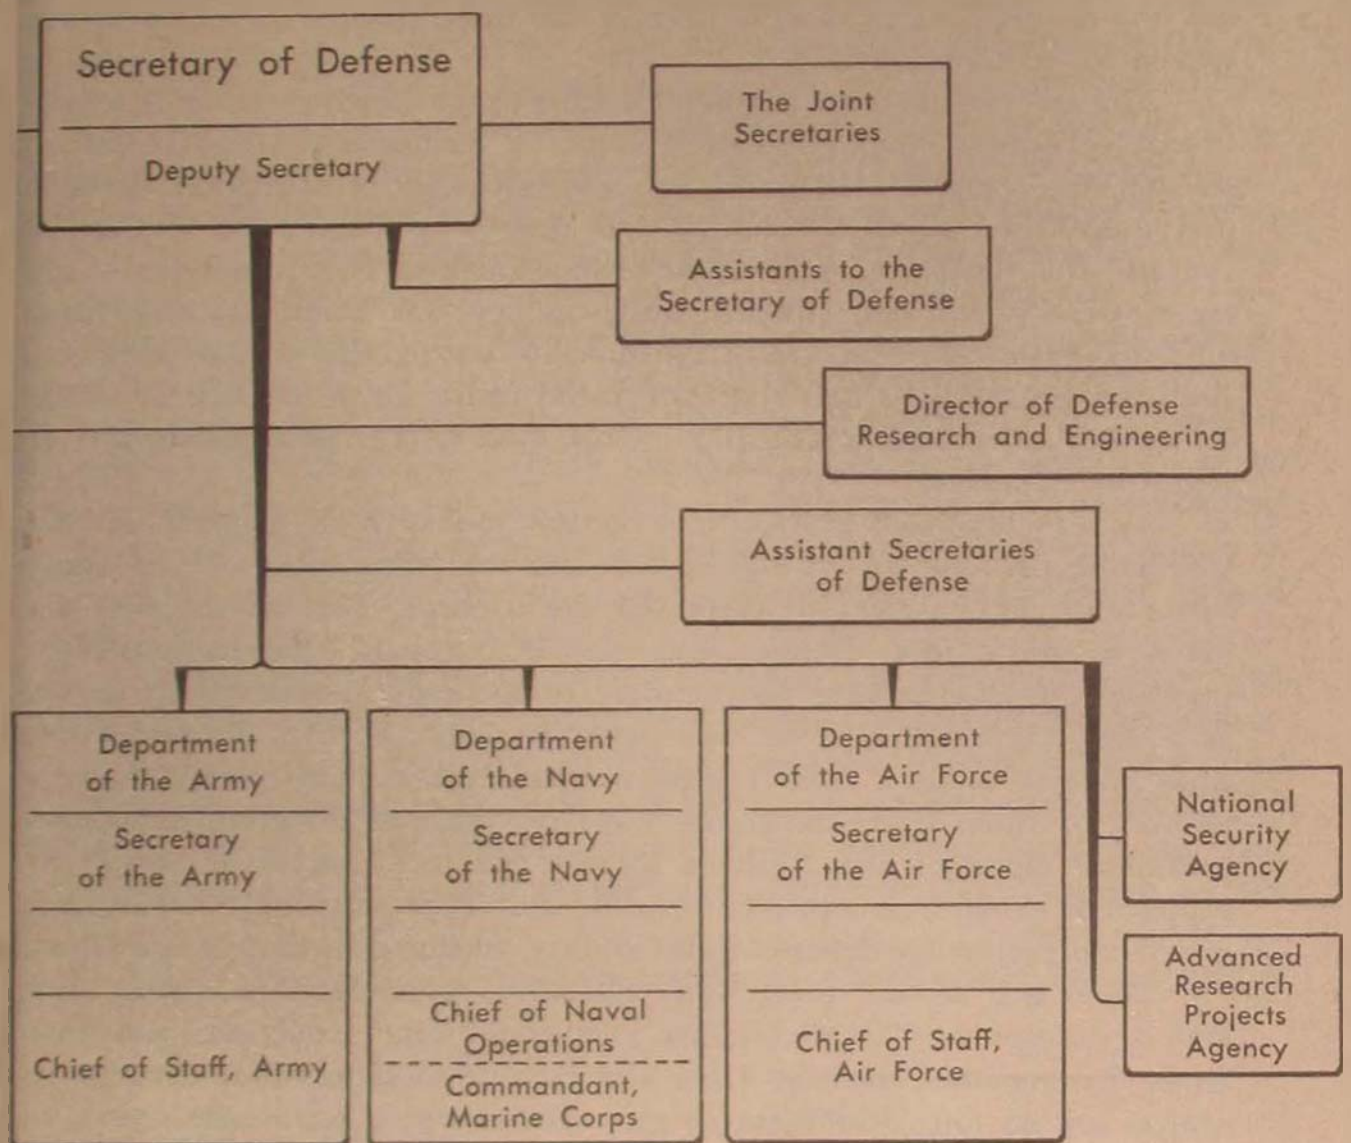 Secretary of Defense
Deputy Secretary
The Joint
Secretaries
Assistants to the
Secretary of Defense
Director of Defense
Research and Engineering
Assistant Secretaries
of Defense
Department
of the Army
Secretary
of the Army
Chief of Staff, Army
Department
of the Navy
Secretary
of the Navy
Chief of Naval
Operations
Commandant,
Marine Corps
Department
of the Air Force
Secretary
of the Air Force
Chief of Staff,
Air Force
National
Security
Agency
Advanced
Research
Projects
Agency